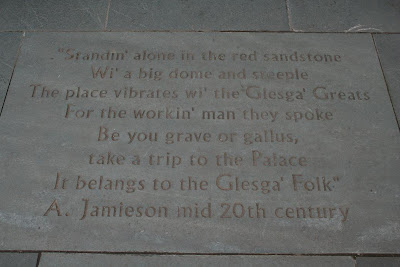 "Standin' alone in the red sandstone
Wi' a big dome and steeple
The place vibrates wi' the 'Glesga' Greats
For the workin' man they spoke
Be you grave or gallus,
take a trip to the Palace
It belongs to the Glesga' Folk"
A. Jamieson mid 20th century